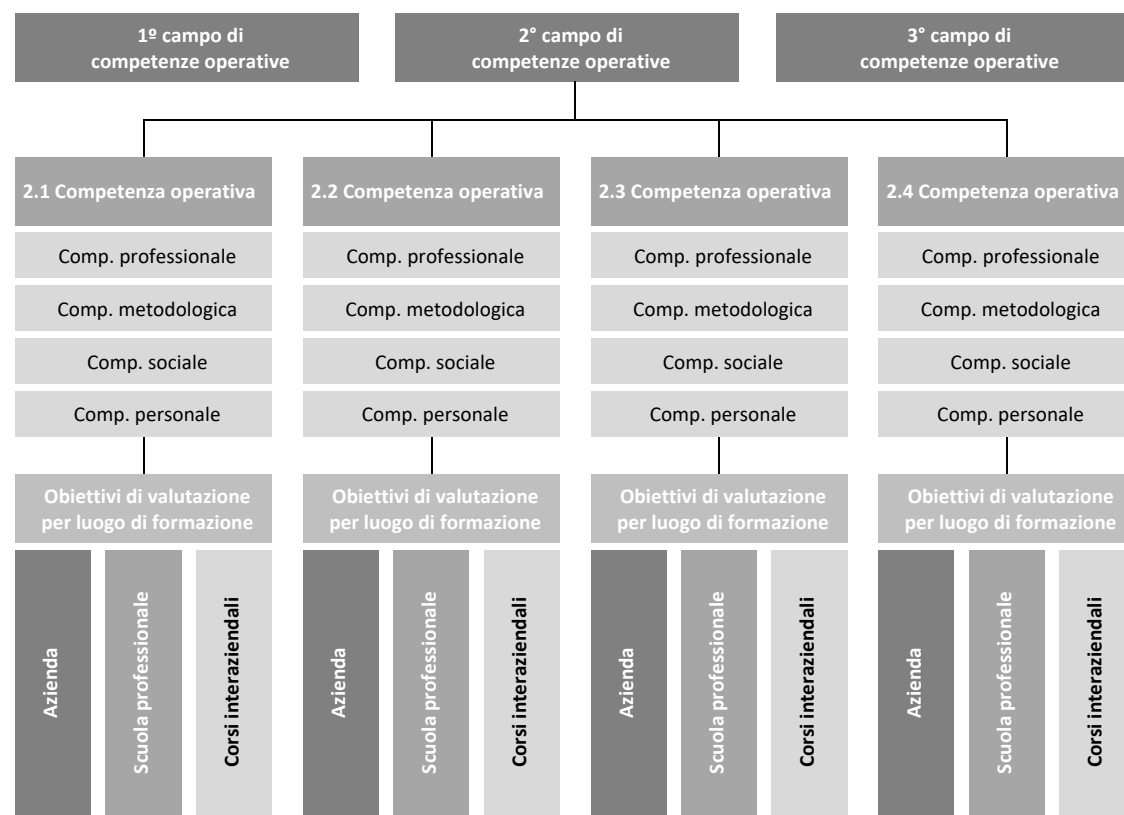 1º campo di
competenze operative
2° campo di
competenze operative
3° campo di
competenze operative
2.1 Competenza operativa
2.2 Competenza operativa
2.3 Competenza operativa
2.4 Competenza operativa
Comp. professionale
Comp. professionale
Comp. professionale
Comp. professionale
Comp. metodologica
Comp. metodologica
Comp. metodologica
Comp. metodologica
Comp. sociale
Comp. sociale
Comp. sociale
Comp. sociale
Comp. personale
Comp. personale
Comp. personale
Comp. personale
Obiettivi di valutazione
per luogo di formazione
Obiettivi di valutazione
per luogo di formazione
Obiettivi di valutazione
per luogo di formazione
Obiettivi di valutazione
per luogo di formazione
Azienda
Scuola professionale
Corsi interaziendali
Azienda
Scuola professionale
Corsi interaziendali
Azienda
Scuola professionale
Corsi interaziendali
Azienda
Scuola professionale
Corsi interaziendali